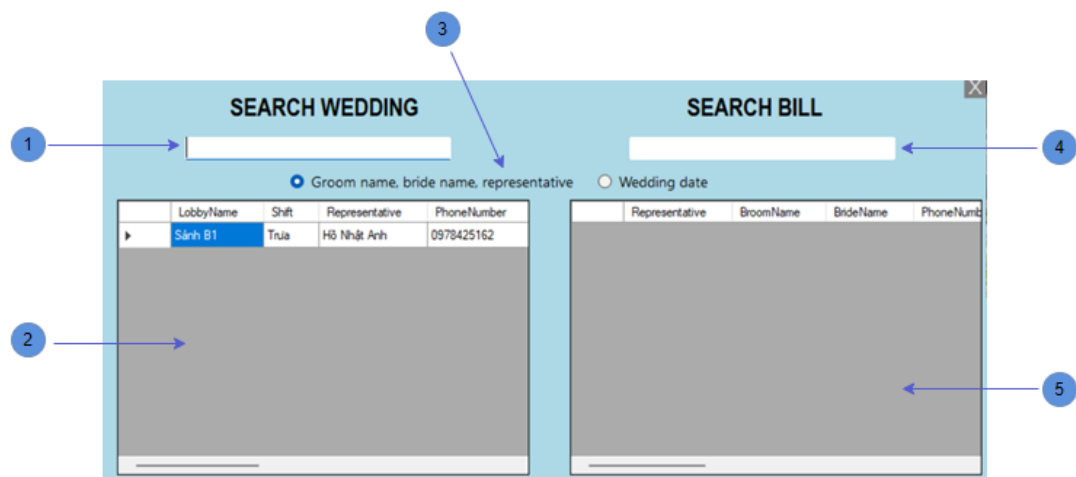 3
X
SEARCH WEDDING SEARCH BILL
1
4
Groom name, bride name, representative Wedding date
LobbyName Shift Representative PhoneNumber
Representative BroomName BrideName PhoneNumb
Sảnh B1 Trưa Hồ Nhật Anh 0978425162
2
5